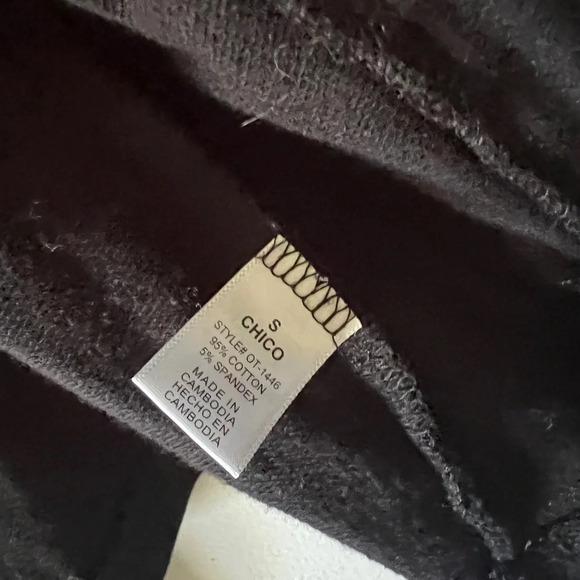 S
CHICO
STYLE# OT-1446
95% COTTON
5% SPANDEX
MADE IN
CAMBODIA
HECHO EN
CAMBODIA